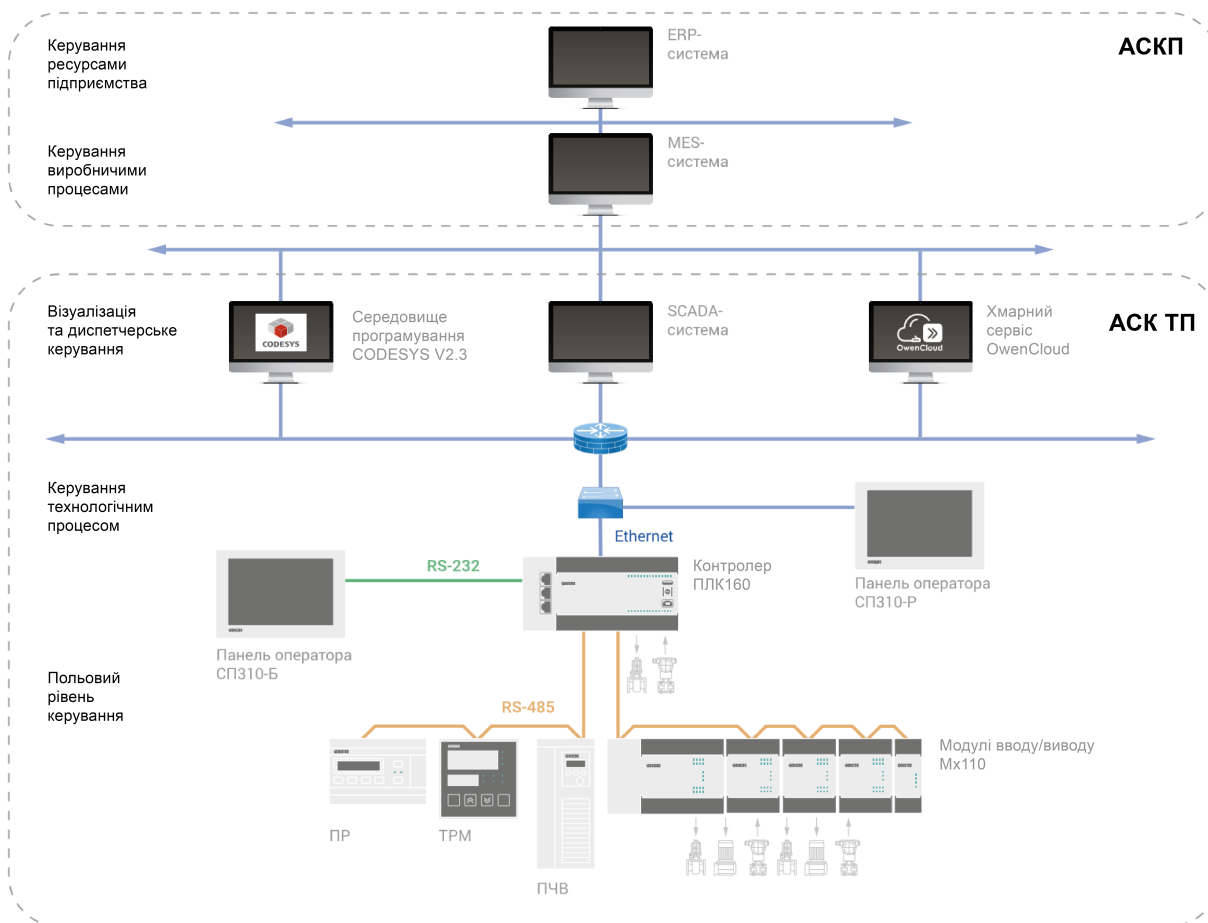 Керування
ресурсами
підприємства
ERP-
система
АСКП
Керування
виробничими
процесами
MES-
система
Візуалізація
та диспетчерське
керування
CODESYS
Середовище
програмування
CODESYS V2.3
SCADA-
система
OwenCloud
Хмарний
сервіс
OwenCloud
АСК ТП
Керування
технологічним
процесом
Ethernet
RS-232
Контролер
ПЛК160
Панель оператора
СП310-Р
Панель оператора
СП310-Б
Польовий
рівень
керування
RS-485
Модулі вводу/виводу
Мх110
ПР
ТРМ
ПЧВ